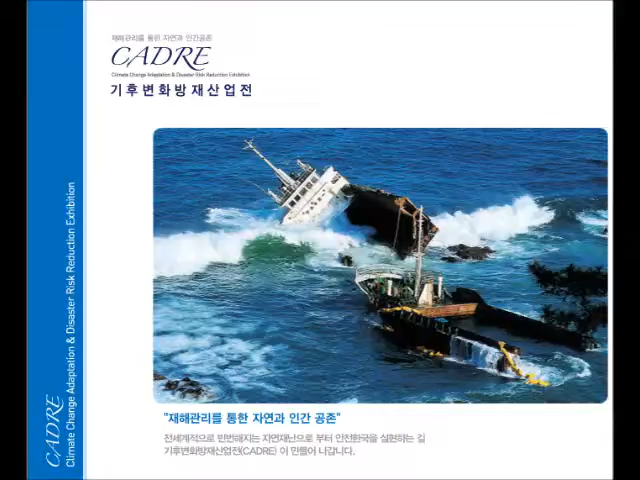 재해관리를 통한 자연과 인간공존
CADRE
Climate Change Adaptation & Disaster Risk Reduction Exhibition
기후변화방재산업전
CADRE
Climate Change Adaptation & Disaster Risk Reduction Exhibition
"재해관리를 통한 자연과 인간 공존"
전세계적으로 빈번해지는 자연재난으로 부터 안전한국을 실현하는 길
기후변화방재산업전(CADRE) 이 만들어 나갑니다.